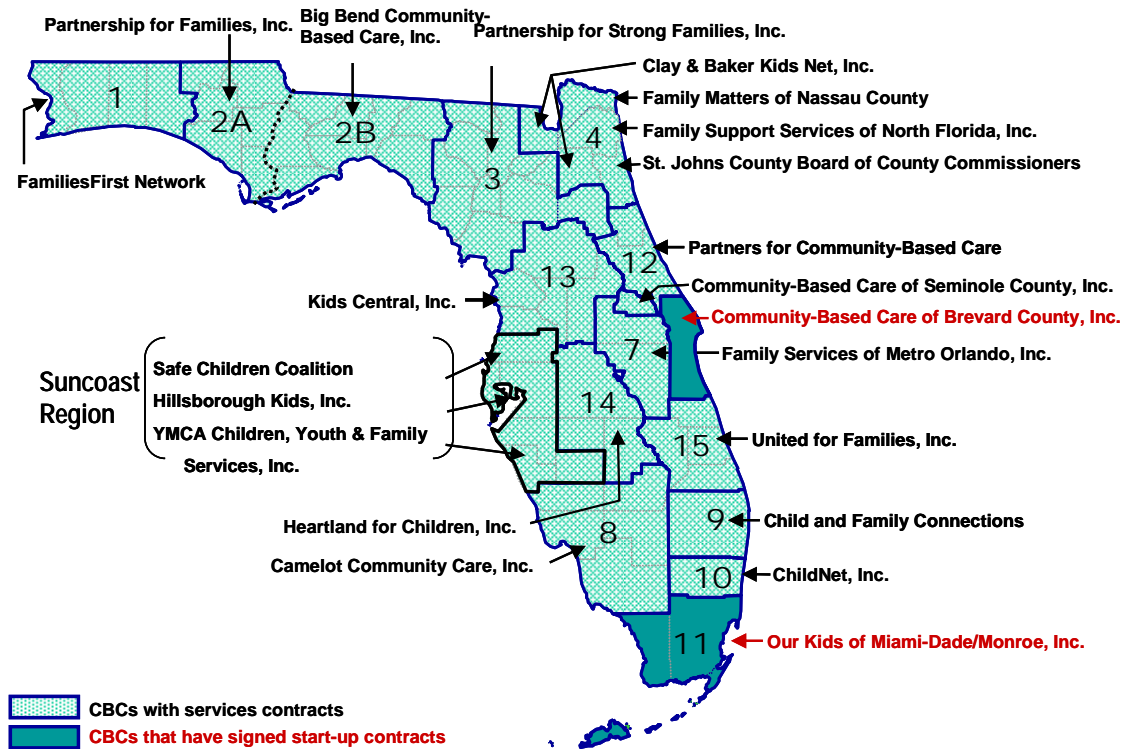 Partnership for Families, Inc.
Big Bend Community-
Based Care, Inc.
Partnership for Strong Families, Inc.
Clay & Baker Kids Net, Inc.
Family Matters of Nassau County
Family Support Services of North Florida, Inc.
St. Johns County Board of County Commissioners
FamiliesFirst Network
1
2A
2B
3
4
Partners for Community-Based Care
12
13
Community-Based Care of Seminole County, Inc.
Kids Central, Inc.
Community-Based Care of Brevard County, Inc.
7
Family Services of Metro Orlando, Inc.
Suncoast
Region
Safe Children Coalition
Hillsborough Kids, Inc.
YMCA Children, Youth & Family
Services, Inc.
14
15
United for Families, Inc.
Heartland for Children, Inc.
8
9
Child and Family Connections
Camelot Community Care, Inc.
10
ChildNet, Inc.
11
Our Kids of Miami-Dade/Monroe, Inc.
CBCs with services contracts
CBCs that have signed start-up contracts